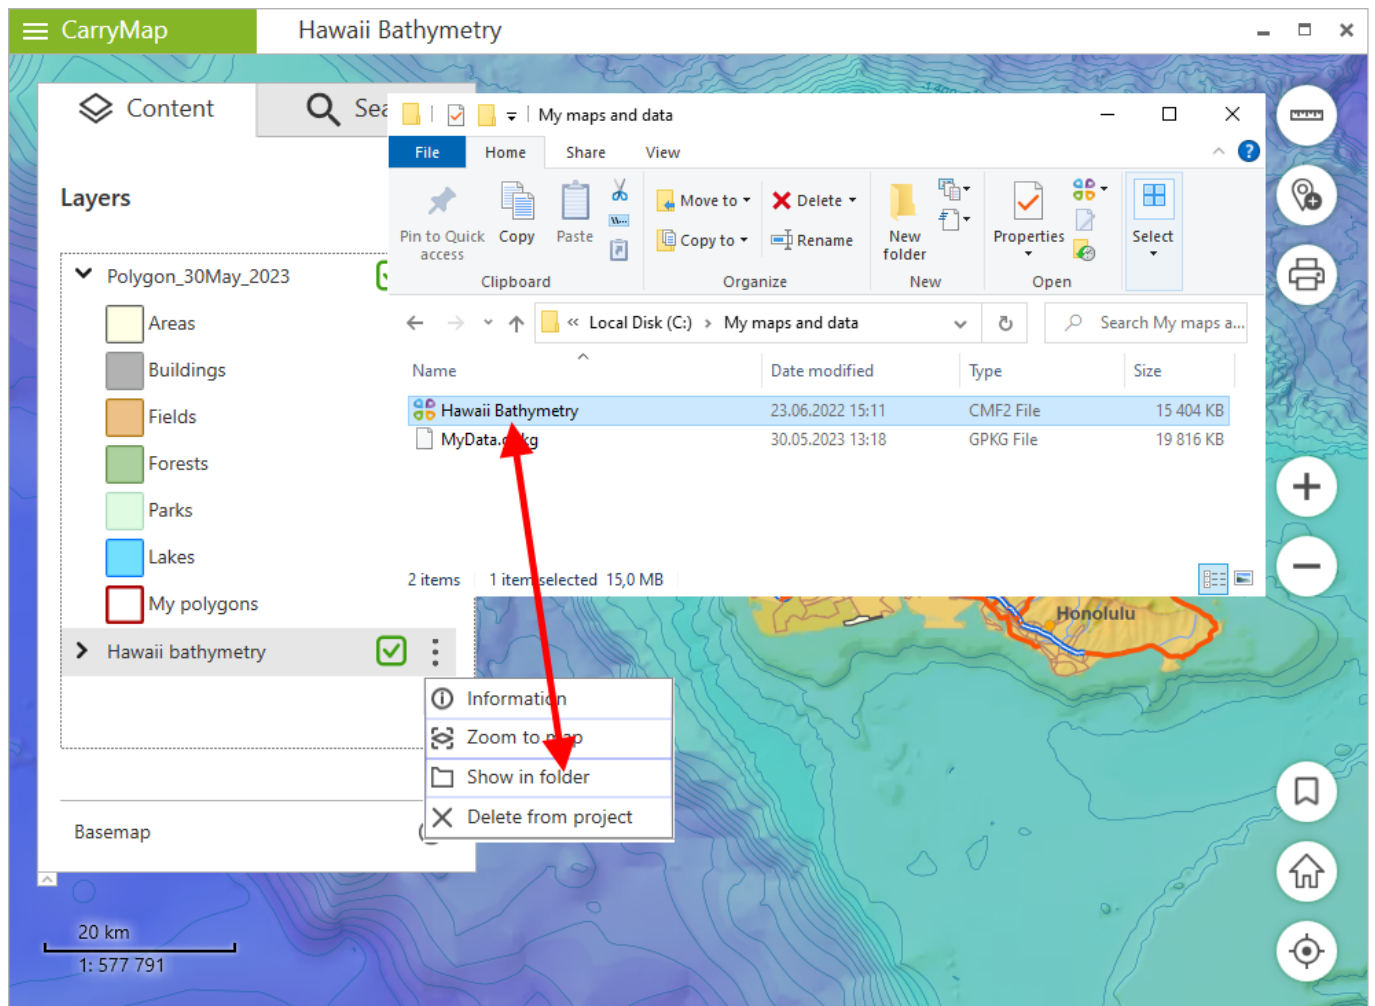 CarryMap
Hawaii Bathymetry
Content
Layers
Polygon_30May_2023
Areas
Buildings
Fields
Forests
Parks
Lakes
My polygons
Hawaii bathymetry
Basemap
20 km
1: 577 791
My maps and data
File Home Share View
Pin to Quick access
Copy
Paste
Clipboard
Move to
Copy to
Delete
Rename
Organize
New folder
New
Properties
Open
Select
« Local Disk (C:) › My maps and data
Search My maps a...
Name Date modified Type Size
Hawaii Bathymetry 23.06.2022 15:11 CMF2 File 15 404 KB
30.05.2023 13:18 GPKG File 19 816 KB
2 items 1 item selected 15,0 MB
Honolulu
Information
Zoom to map
Show in folder
Delete from project